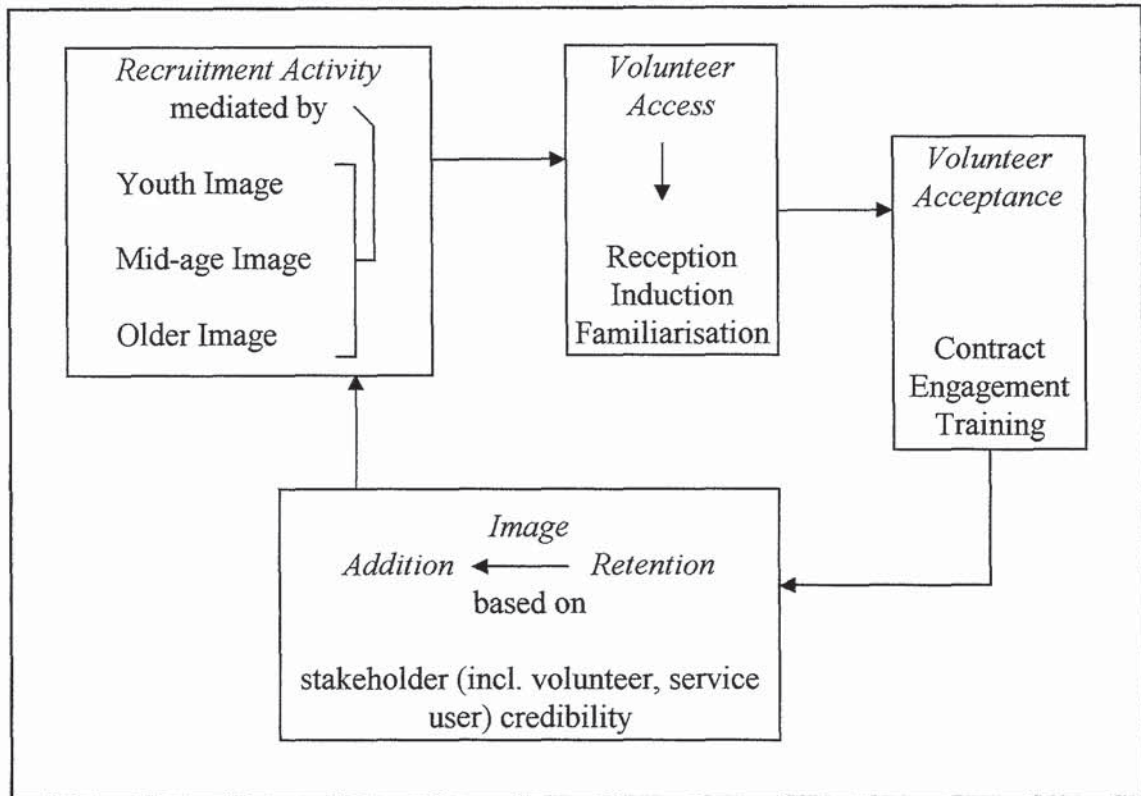 Recruitment Activity
mediated by
Youth Image
Mid-age Image
Older Image
Volunteer
Access
Reception
Induction
Familiarisation
Volunteer
Acceptance
Contract
Engagement
Training
Image
Addition Retention
based on
stakeholder (incl. volunteer, service
user) credibility